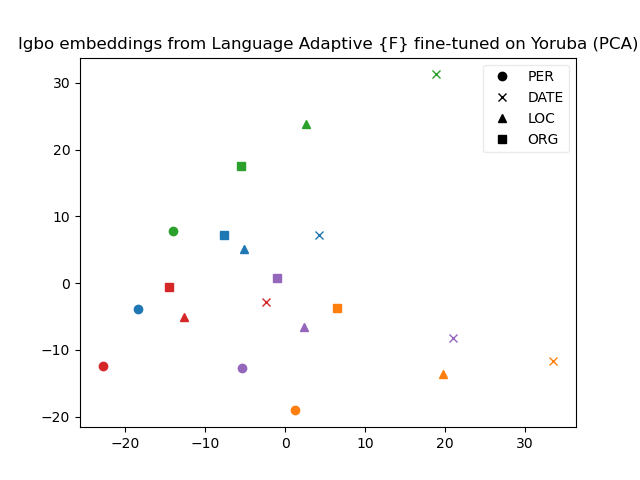 Igbo embeddings from Language Adaptive {F} fine-tuned on Yoruba (PCA)
PER
DATE
LOC
ORG
30
20
10
0
−10
−20
−20
−10
0
10
20
30